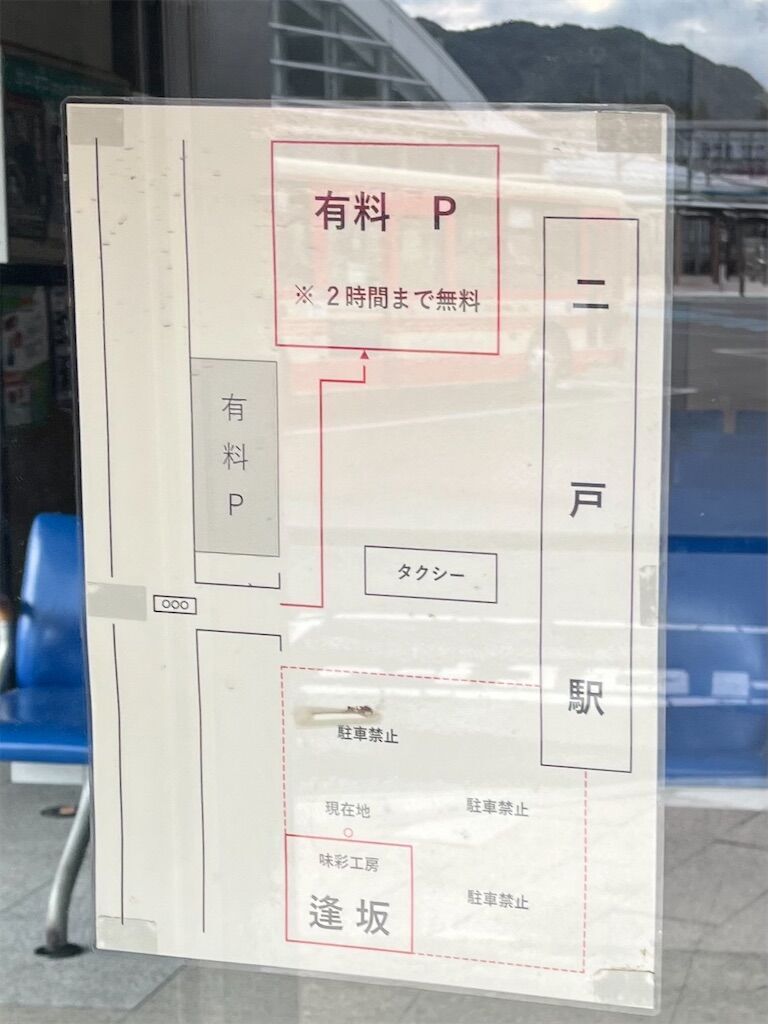 有料 P
※２時間まで無料
二戸駅
有料P
タクシー
○○○
駐車禁止
現在地
駐車禁止
味彩工房
逢坂
駐車禁止